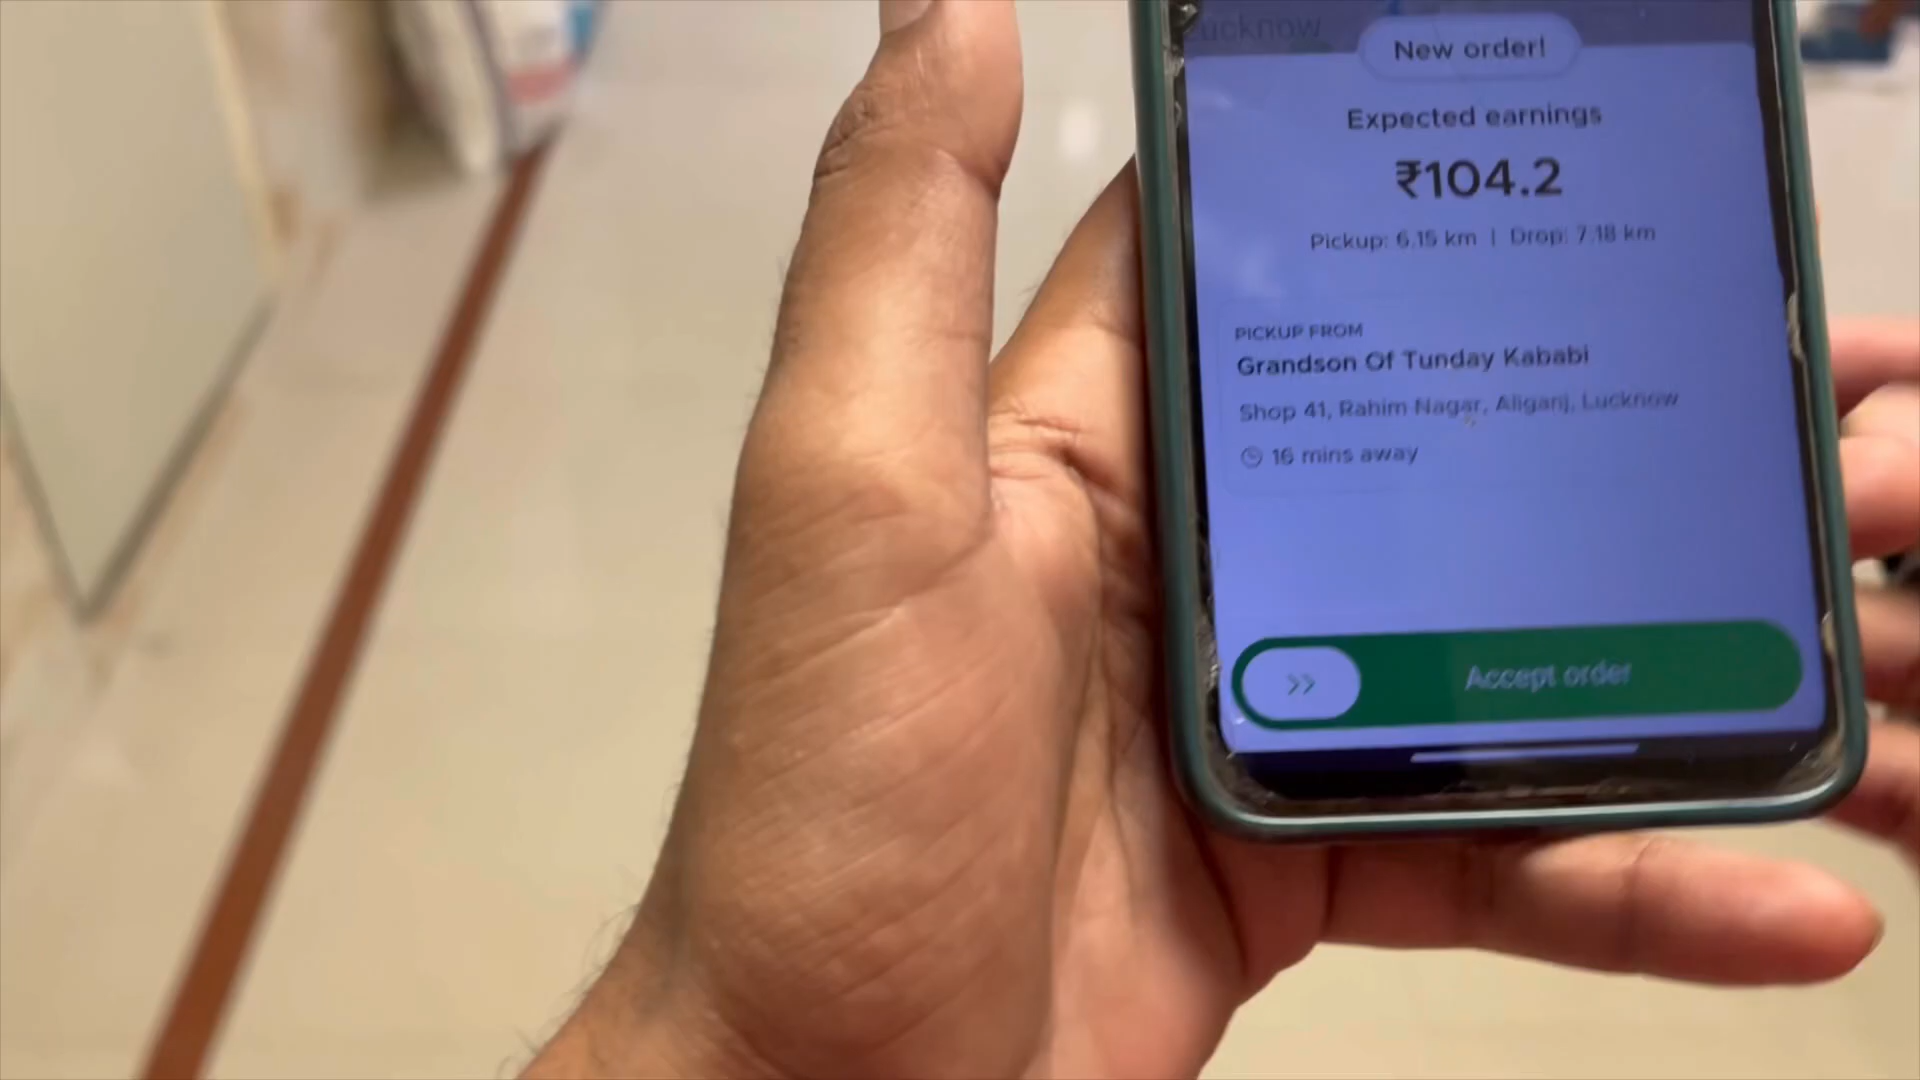 Lucknow
New order!
Expected earnings
₹104.2
Pickup: 6.15 km | Drop: 7.18 km
PICKUP FROM
Grandson Of Tunday Kababi
Shop 41, Rahim Nagar, Aliganj, Lucknow
16 mins away
>> Accept order